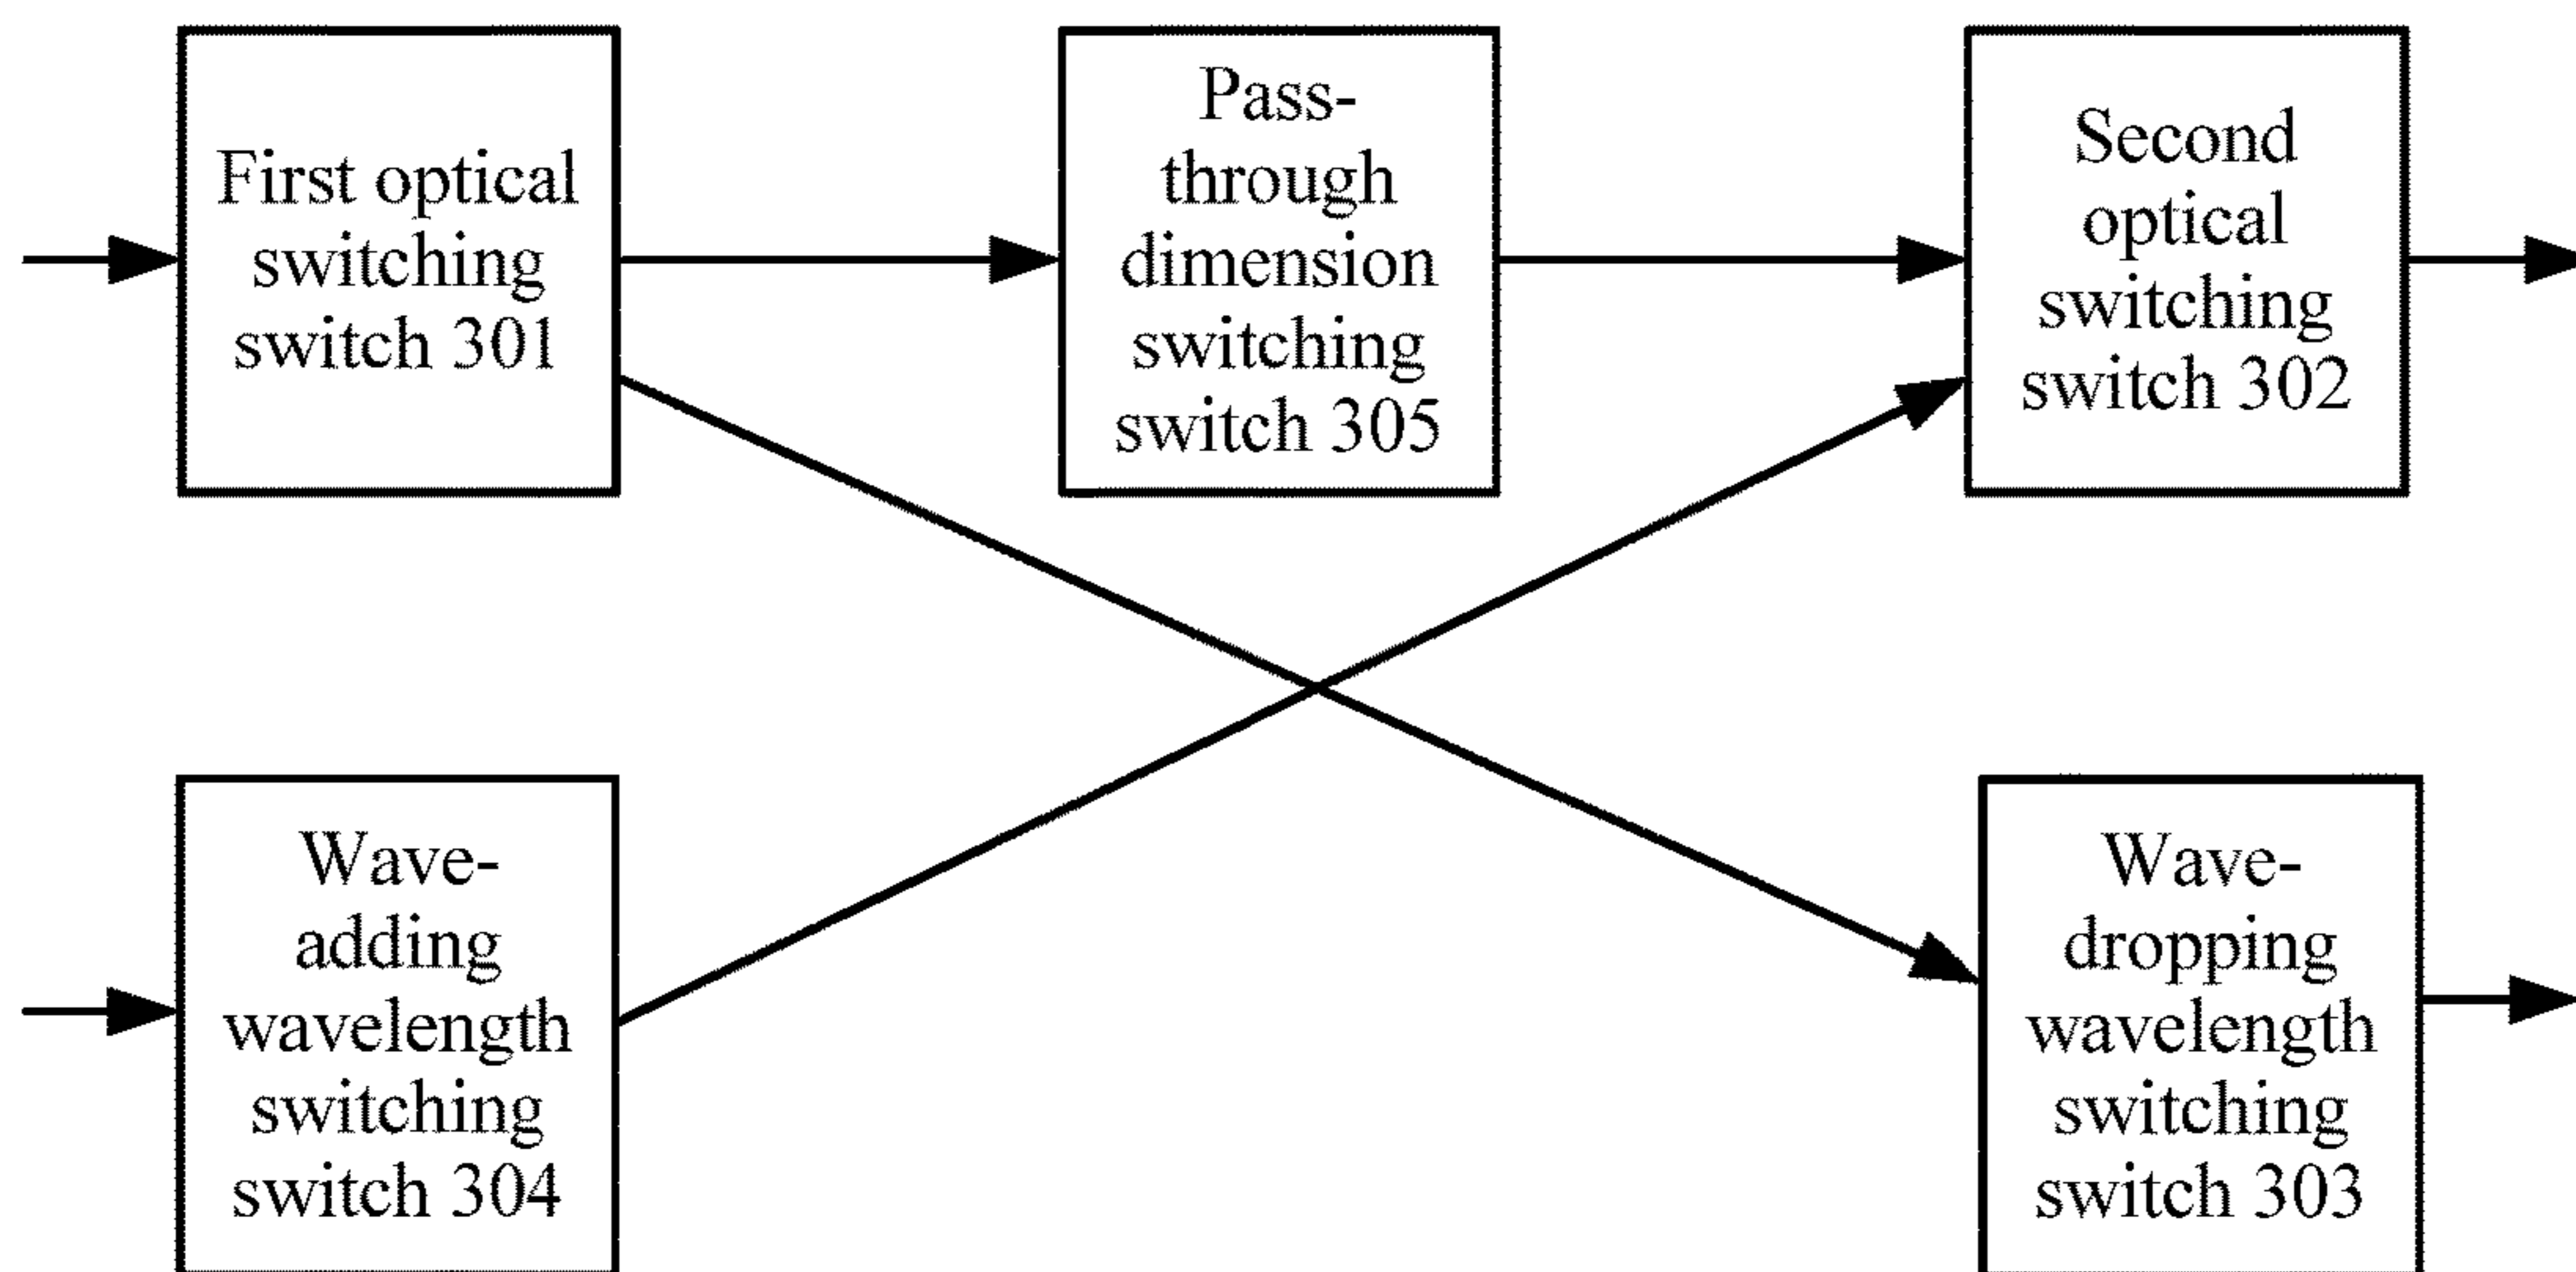 First optical
switching
switch 301
Pass-
through
dimension
switching
switch 305
Second
optical
switching
switch 302
Wave-
adding
wavelength
switching
switch 304
Wave-
dropping
wavelength
switching
switch 303